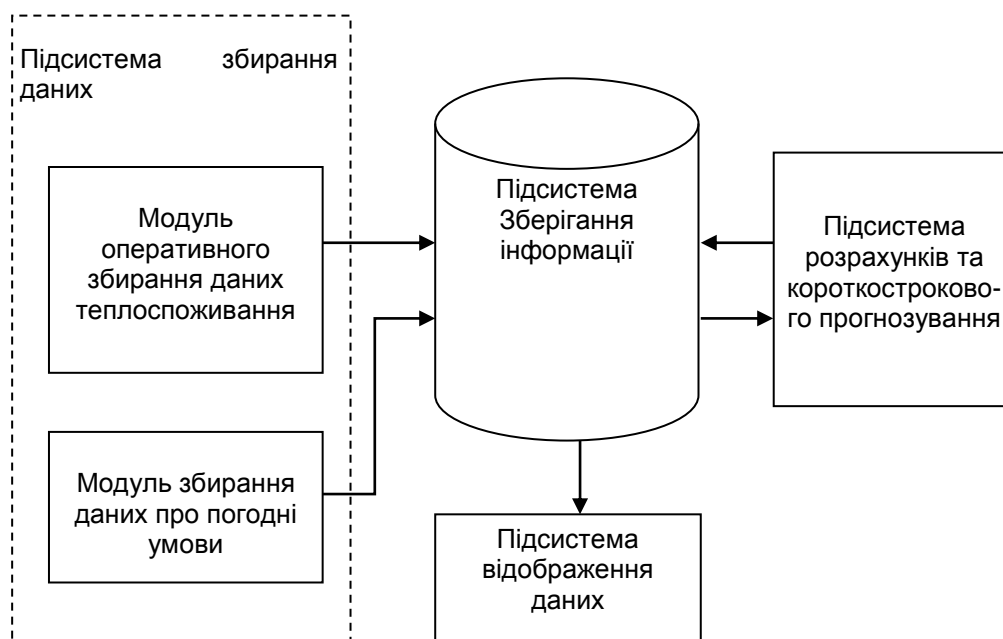 Підсистема збирання
даних
Модуль
оперативного
збирання даних
теплоспоживання
Модуль збирання
даних про погодні
умови
Підсистема
Зберігання
інформації
Підсистема
розрахунків та
короткостроково-
го прогнозування
Підсистема
відображення
даних